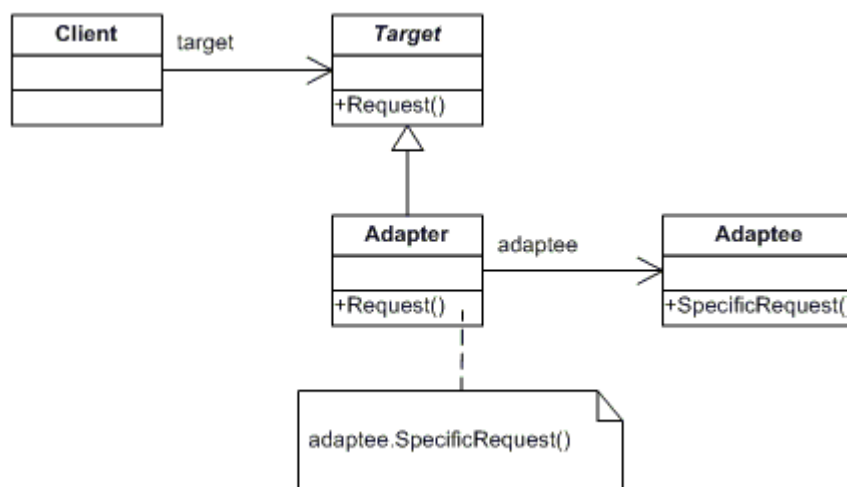 Client
target
Target
+Request()
Adapter
adaptee
Adaptee
+Request()
+SpecificRequest()
adaptee.SpecificRequest()